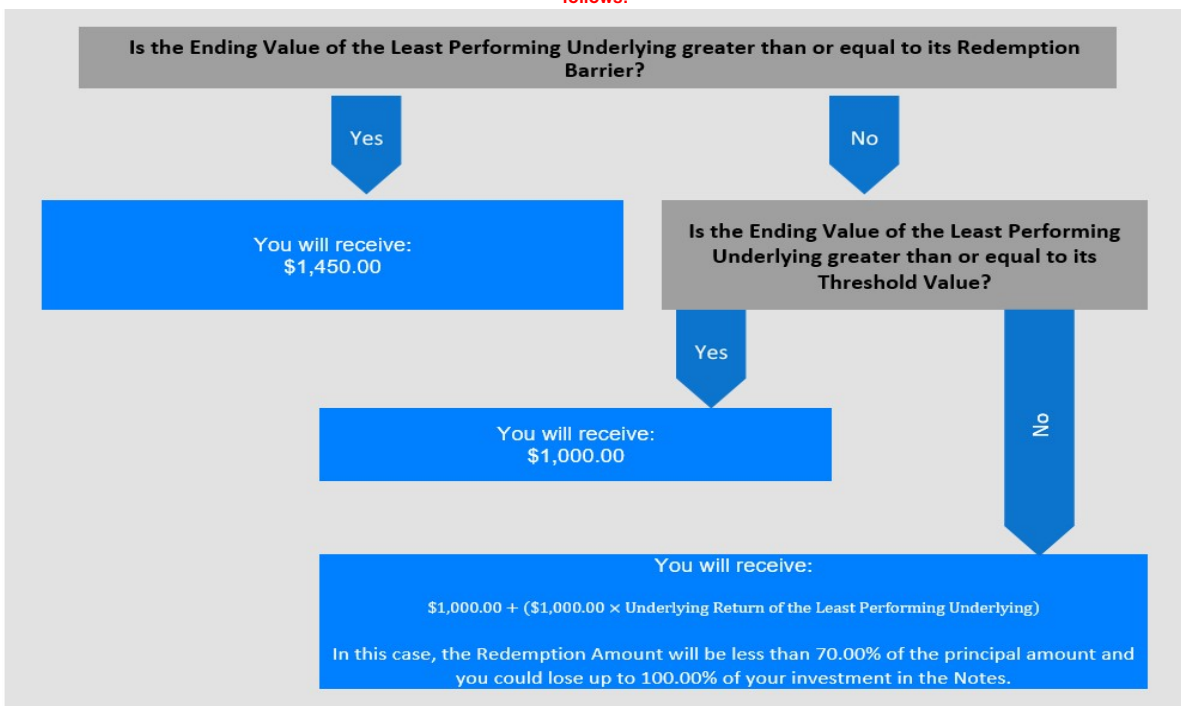 follows:
Is the Ending Value of the Least Performing Underlying greater than or equal to its Redemption
Barrier?
Yes
No
You will receive:
$1,450.00
Is the Ending Value of the Least Performing
Underlying greater than or equal to its
Threshold Value?
Yes
No
You will receive:
$1,000.00
You will receive:
$1,000.00 + ($1,000.00 × Underlying Return of the Least Performing Underlying)
In this case, the Redemption Amount will be less than 70.00% of the principal amount and
you could lose up to 100.00% of your investment in the Notes.